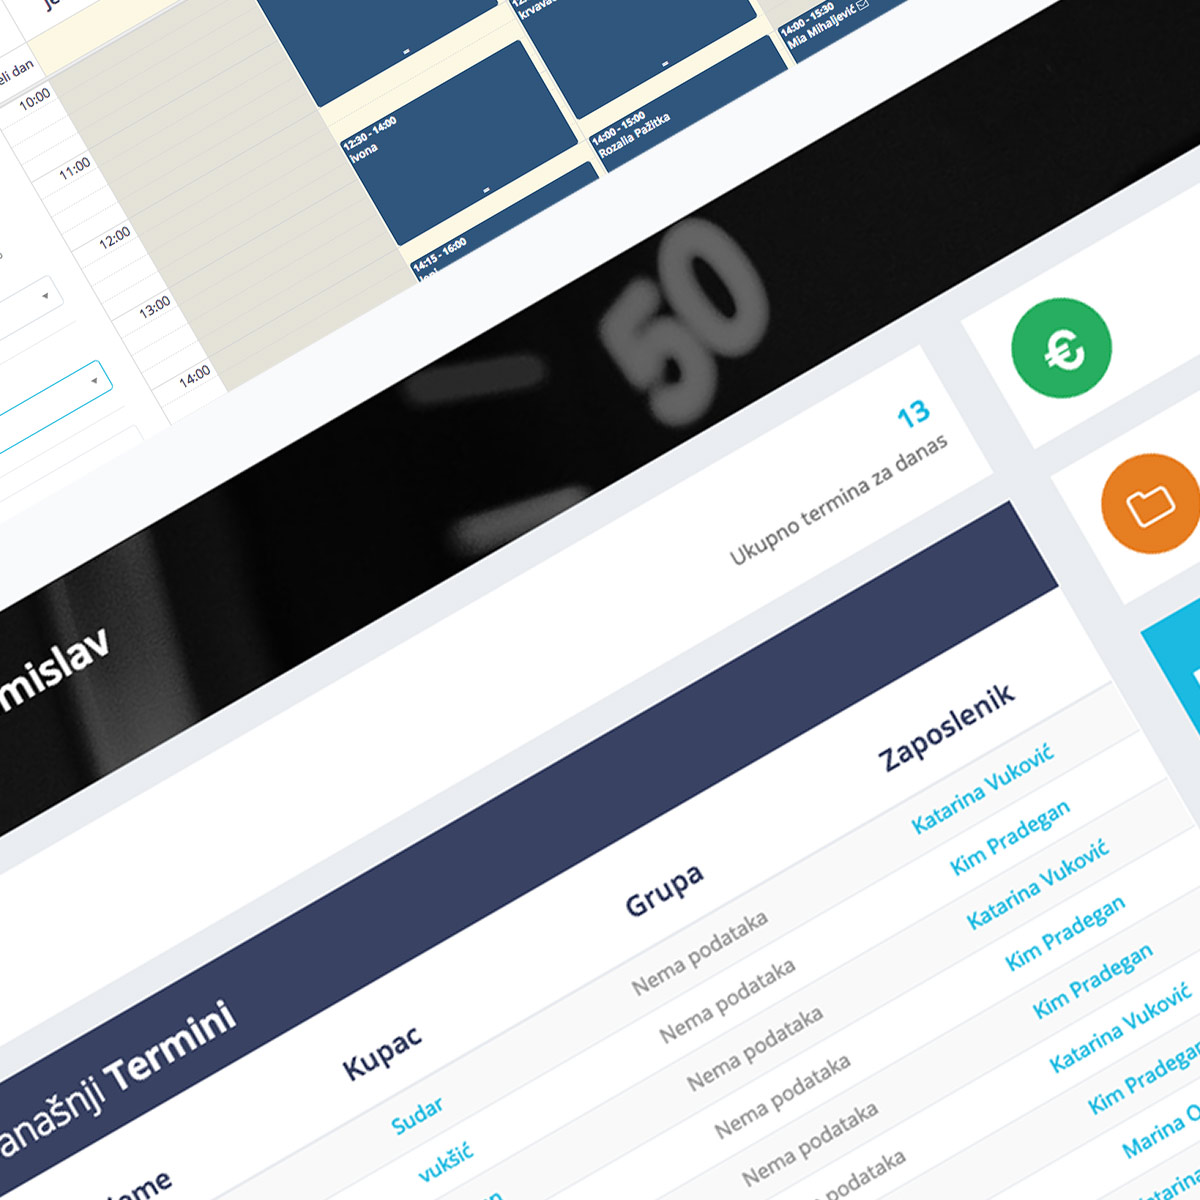 eli dan
10:00
11:00
12:00
13:00
14:00
12:30 - 14:00
ivona
14:15 - 16:00
14:00 - 15:00
Rozalia Pažitka
14:00 - 15:30
Mia Mihaljević
50
mislav
13
Ukupno termina za danas
€
anašnji Termini
Kupac
Grupa
Zaposlenik
Sudar
Nema podataka
Katarina Vuković
vukšić
Nema podataka
Kim Pradegan
Nema podataka
Katarina Vuković
Nema podataka
Kim Pradegan
Nema podataka
Kim Pradegan
podataka
Katarina Vuković
Kim Pradegan
Marina O